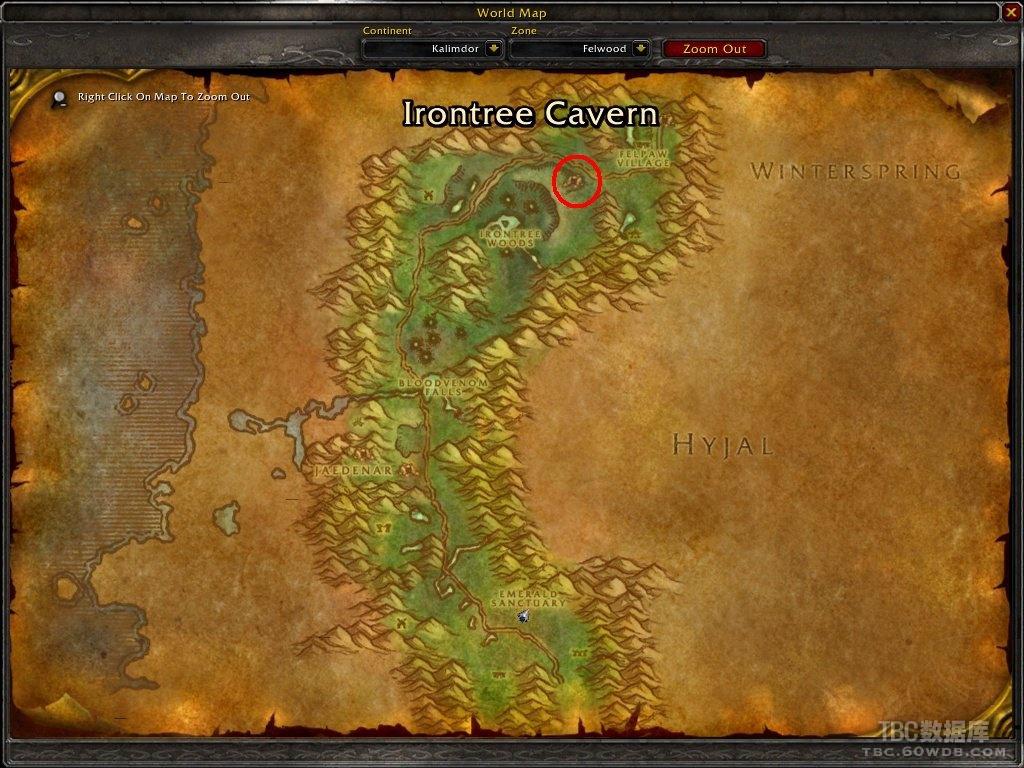 World Map
Continent
Zone
Kalimdor
Felwood
Zoom Out
Right Click On Map To Zoom Out
Irontree Cavern
FELPAW
VILLAGE
WINTERSPRING
IRONTREE
WOODS
BLOODVENOM
FALLS
HYJAL
JAEDENAR
EMERALD
SANCTUARY
TBC数据库
TBC.60WDB.COM